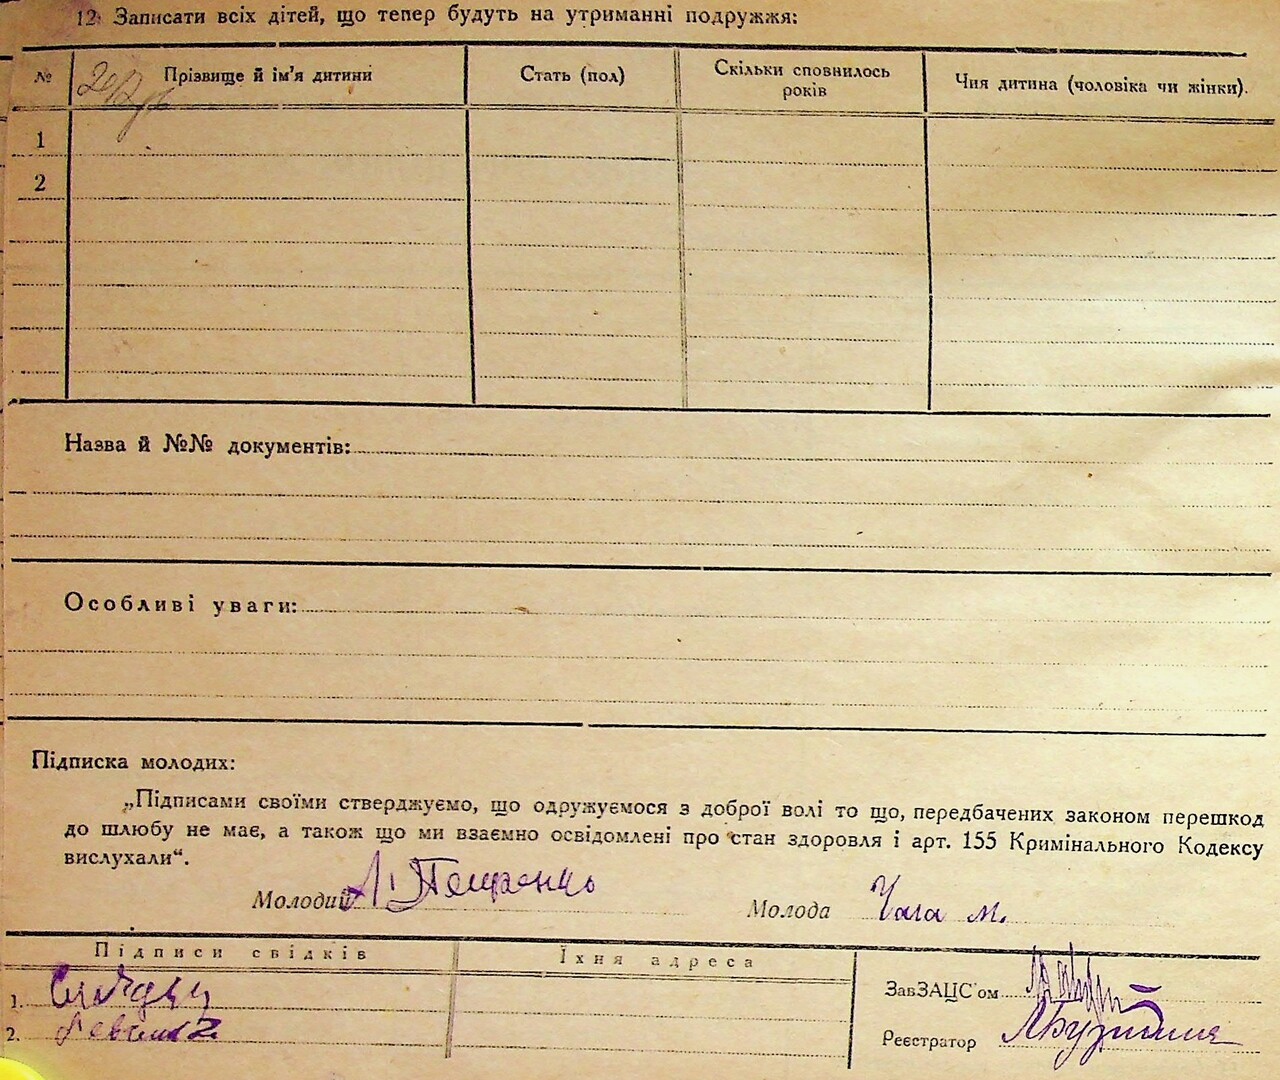 12. Записати всіх дітей, що тепер будуть на утриманні подружжя:
№ Прізвище й ім'я дитини Стать (пол) Скільки сповнилось років Чия дитина (чоловіка чи жінки).
1
2
Назва й №№ документів:
Особливі уваги:
Підписка молодих:
„Підписами своїми стверджуємо, що одружуємося з доброї волі то що, передбачених законом перешкод
до шлюбу не має, а також що ми взаємно освідомлені про стан здоровля і арт. 155 Кримінального Кодексу
вислухали“.
Молодий Молода Чала М.
Підписи свідків Їхня адреса
ЗавЗАЦС'ом
1.
2.
Реєстратор